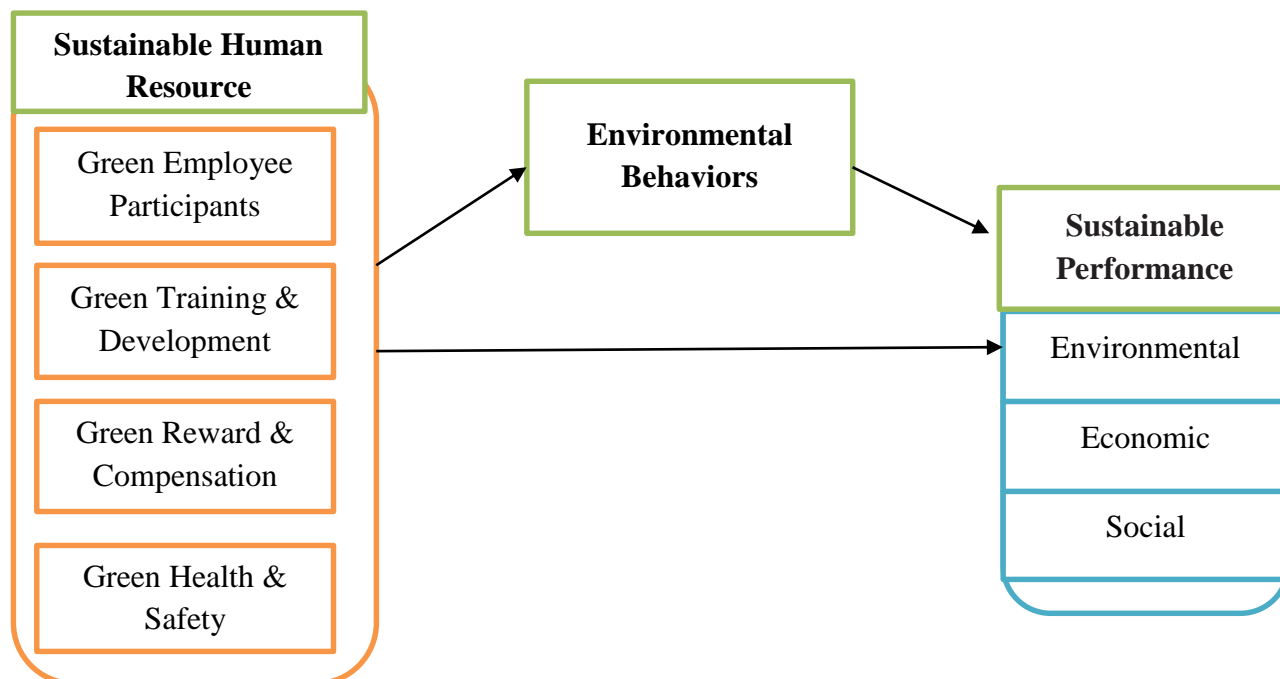 Sustainable Human
Resource
Green Employee
Participants
Green Training &
Development
Green Reward &
Compensation
Green Health &
Safety
Environmental
Behaviors
Sustainable
Performance
Environmental
Economic
Social